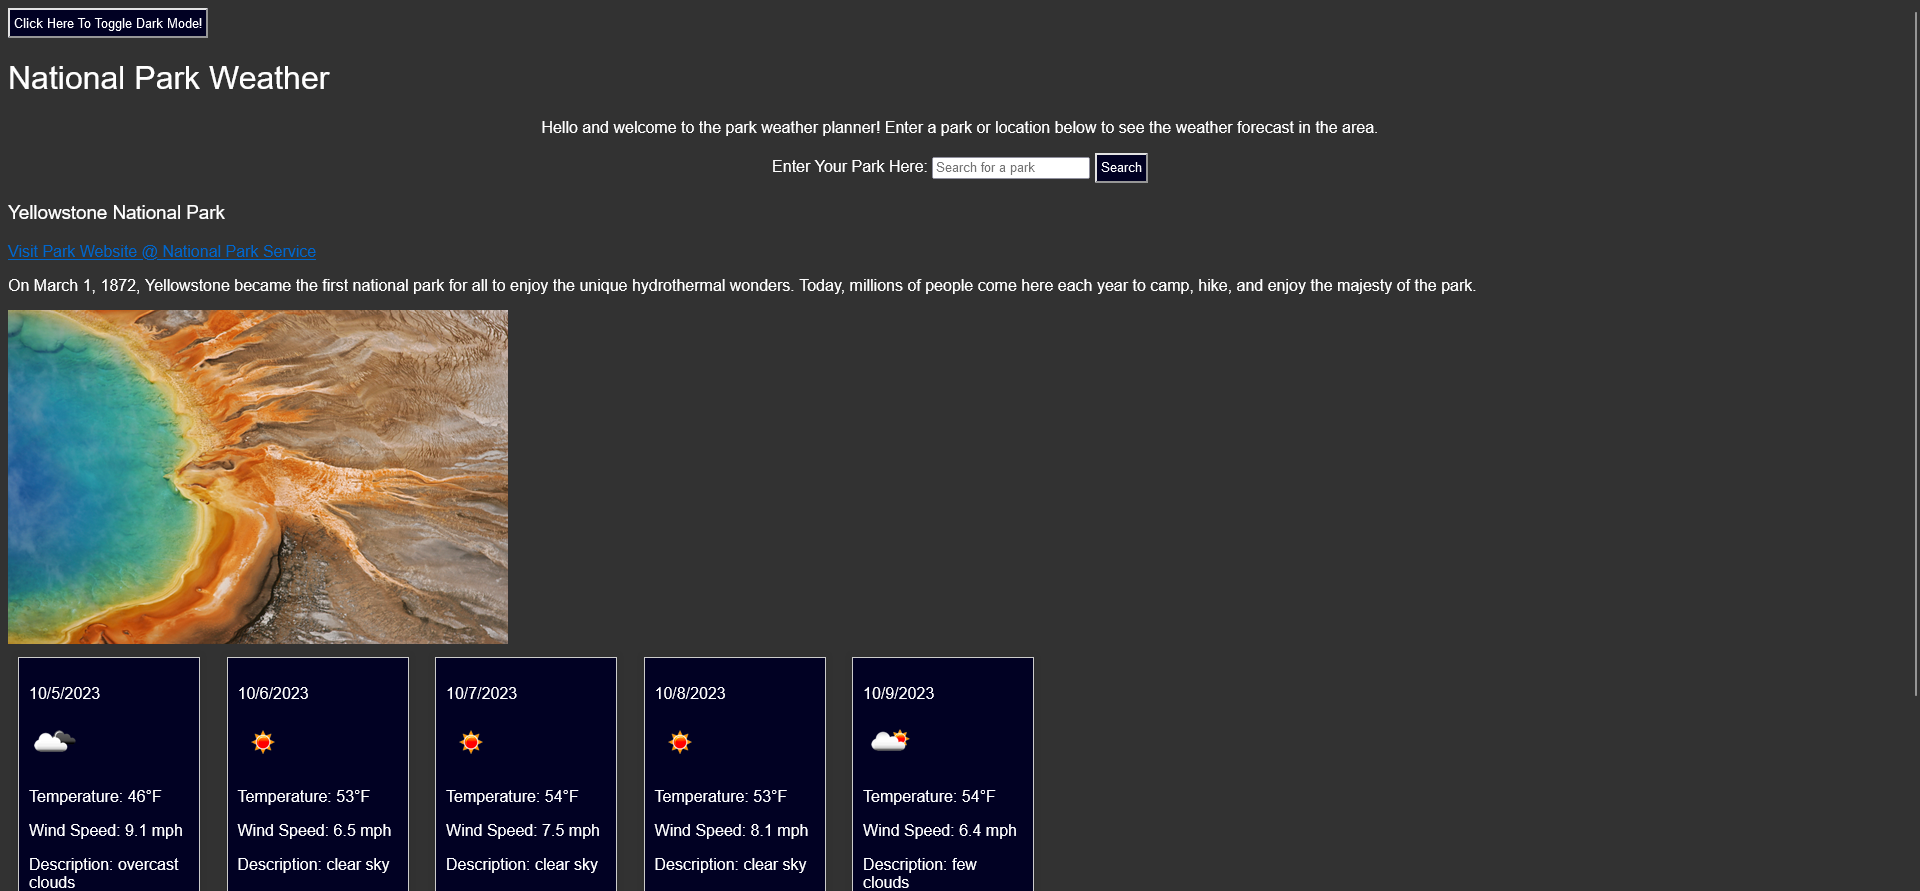 Click Here To Toggle Dark Mode!
National Park Weather
Hello and welcome to the park weather planner! Enter a park or location below to see the weather forecast in the area.
Enter Your Park Here: Search for a park Search
Yellowstone National Park
Visit Park Website @ National Park Service
On March 1, 1872, Yellowstone became the first national park for all to enjoy the unique hydrothermal wonders. Today, millions of people come here each year to camp, hike, and enjoy the majesty of the park.
10/5/2023
Temperature: 46°F
Wind Speed: 9.1 mph
Description: overcast
clouds
10/6/2023
Temperature: 53°F
Wind Speed: 6.5 mph
Description: clear sky
10/7/2023
Temperature: 54°F
Wind Speed: 7.5 mph
Description: clear sky
10/8/2023
Temperature: 53°F
Wind Speed: 8.1 mph
Description: clear sky
10/9/2023
Temperature: 54°F
Wind Speed: 6.4 mph
Description: few
clouds